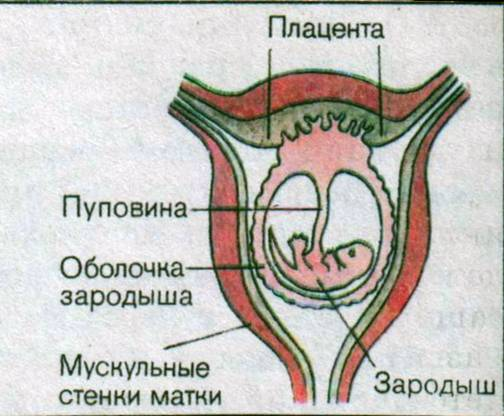 Плацента
Пуповина
Оболочка
зародыша
Мускульные
стенки матки
Зародыш